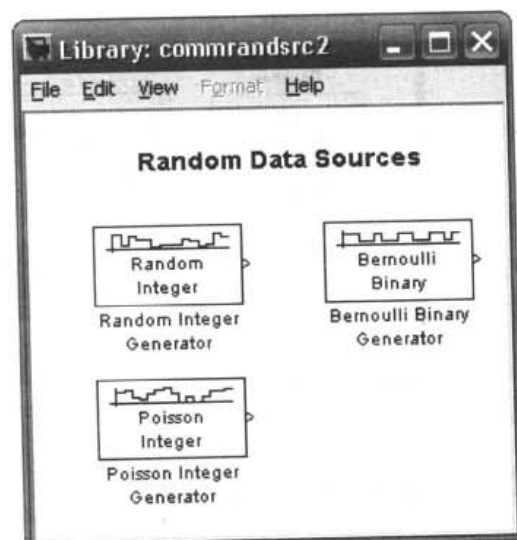 Library: commrandsrc2
File Edit View Format Help
Random Data Sources
Random
Integer
Random Integer
Generator
Bernoulli
Binary
Bernoulli Binary
Generator
Poisson
Integer
Poisson Integer
Generator